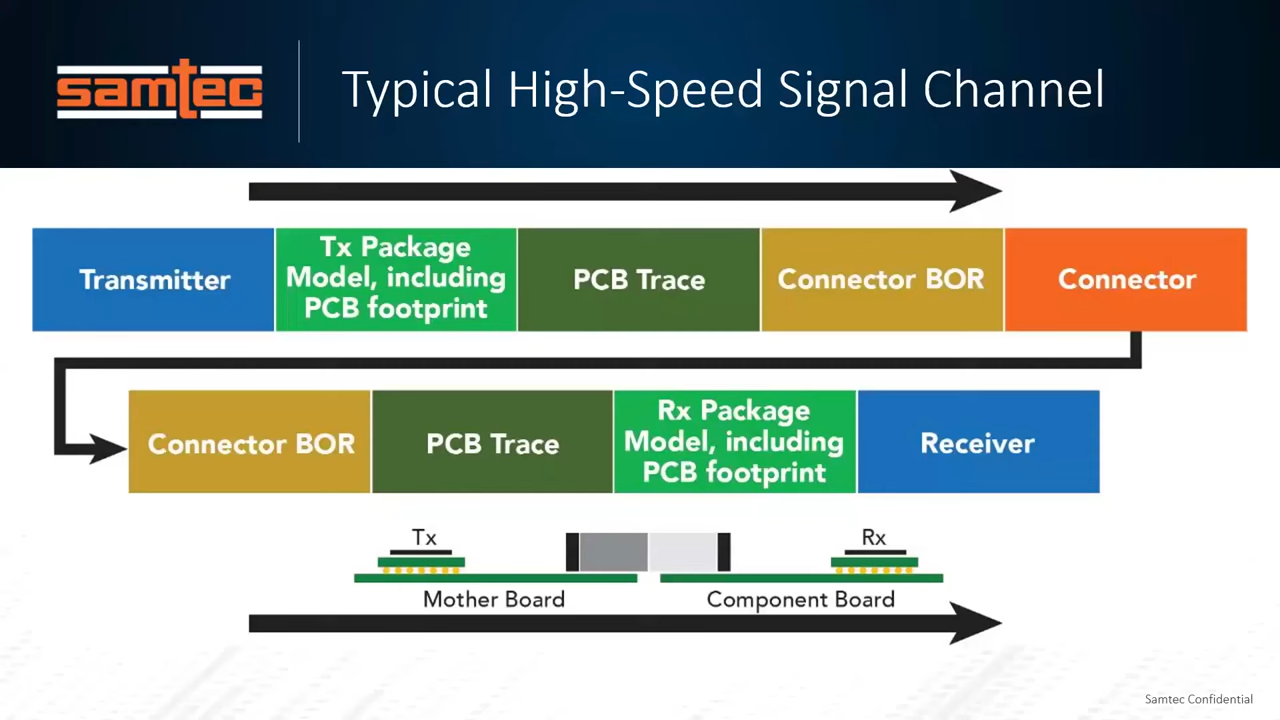 samtec
Typical High-Speed Signal Channel
Transmitter
Tx Package
Model, including
PCB footprint
PCB Trace
Connector BOR
Connector
Connector BOR
PCB Trace
Rx Package
Model, including
PCB footprint
Receiver
Tx
Rx
Mother Board
Component Board
Samtec Confidential